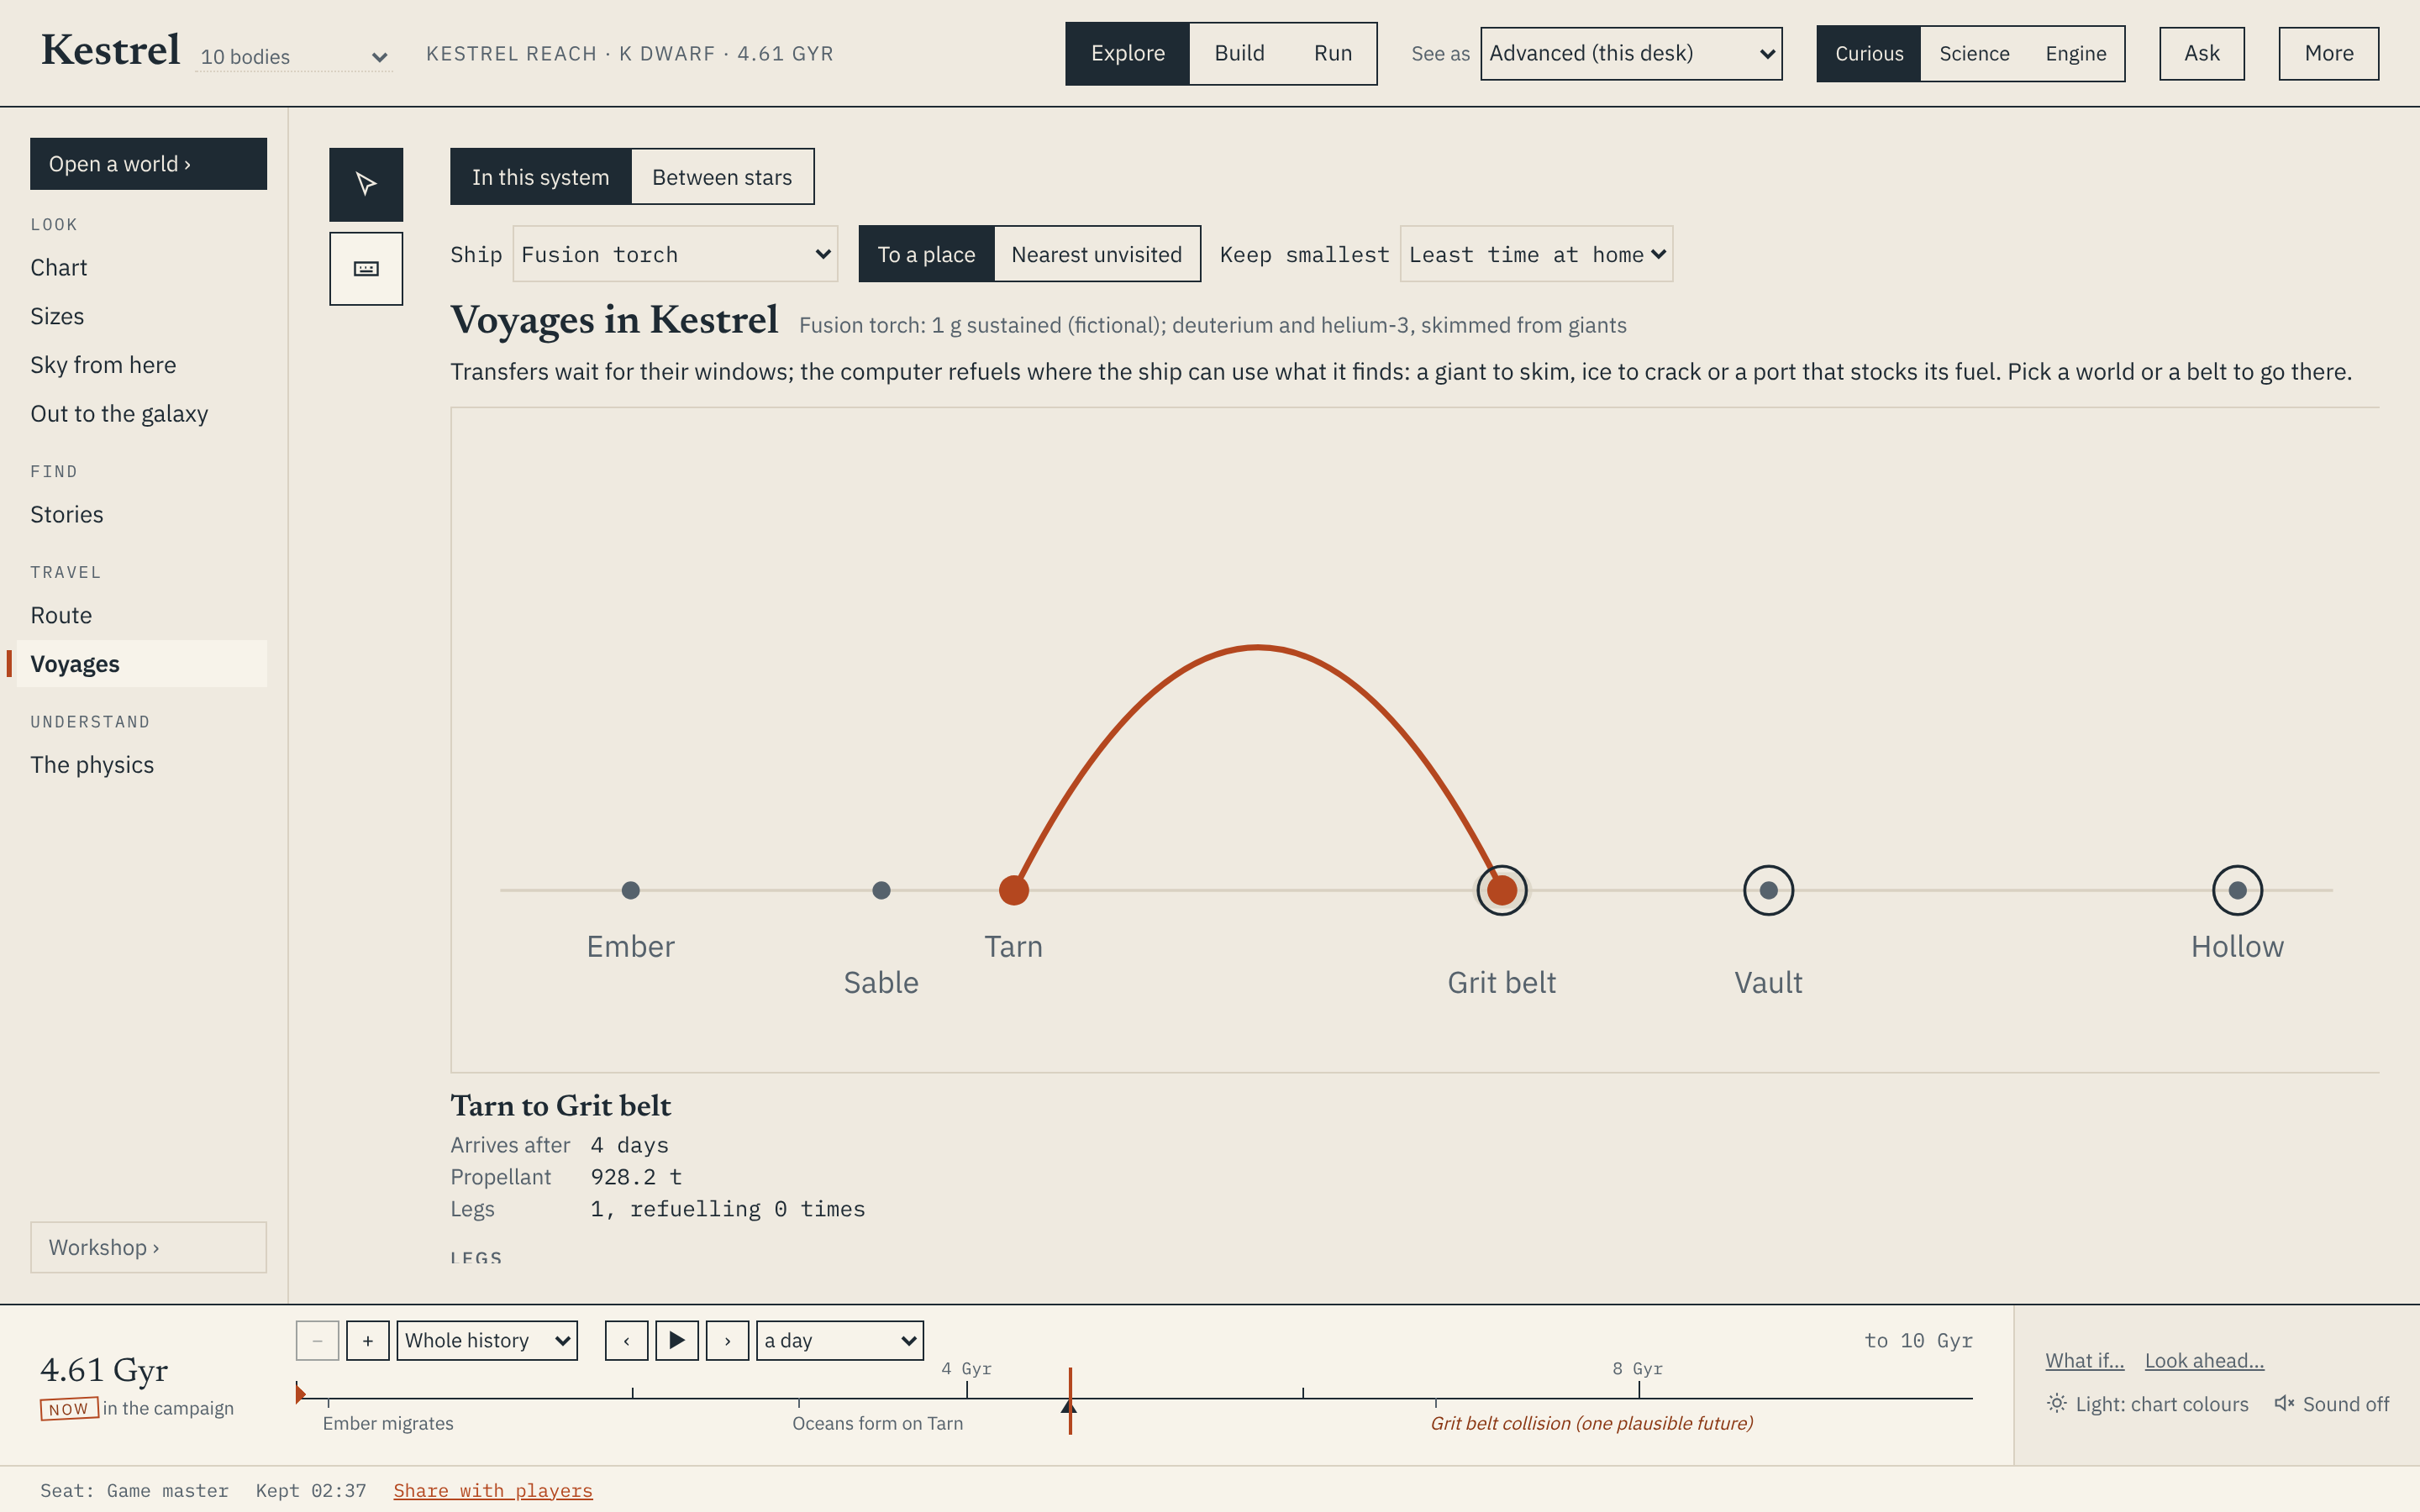 Kestrel 10 bodies KESTREL REACH · K DWARF · 4.61 GYR Explore Build Run See as Advanced (this desk) Curious Science Engine Ask More
Open a world ›
LOOK
Chart
Sizes
Sky from here
Out to the galaxy
FIND
Stories
TRAVEL
Route
Voyages
UNDERSTAND
The physics
Workshop ›
In this system Between stars
Ship Fusion torch To a place Nearest unvisited Keep smallest Least time at home
Voyages in Kestrel Fusion torch: 1 g sustained (fictional); deuterium and helium-3, skimmed from giants
Transfers wait for their windows; the computer refuels where the ship can use what it finds: a giant to skim, ice to crack or a port that stocks its fuel. Pick a world or a belt to go there.
Ember Tarn Hollow
Sable Grit belt Vault
Tarn to Grit belt
Arrives after 4 days
Propellant 928.2 t
Legs 1, refuelling 0 times
LEGS
4.61 Gyr
NOW in the campaign
− + Whole history ‹ › a day to 10 Gyr
4 Gyr 8 Gyr
Ember migrates Oceans form on Tarn Grit belt collision (one plausible future)
What if... Look ahead...
Light: chart colours Sound off
Seat: Game master Kept 02:37 Share with players